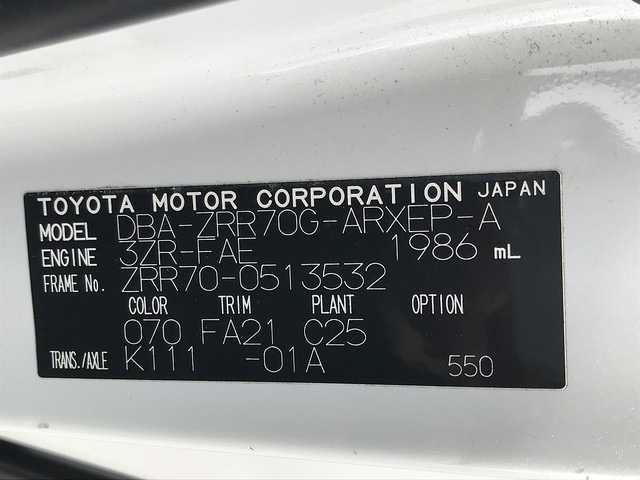 TOYOTA MOTOR CORPORATION JAPAN
MODEL DBA-ZRR70G-ARXEP-A
ENGINE 3ZR-FAE 1986 mL
FRAME No. ZRR70-0513532
COLOR TRIM PLANT OPTION
070 FA21 C25
TRANS./AXLE K111 -01A 550